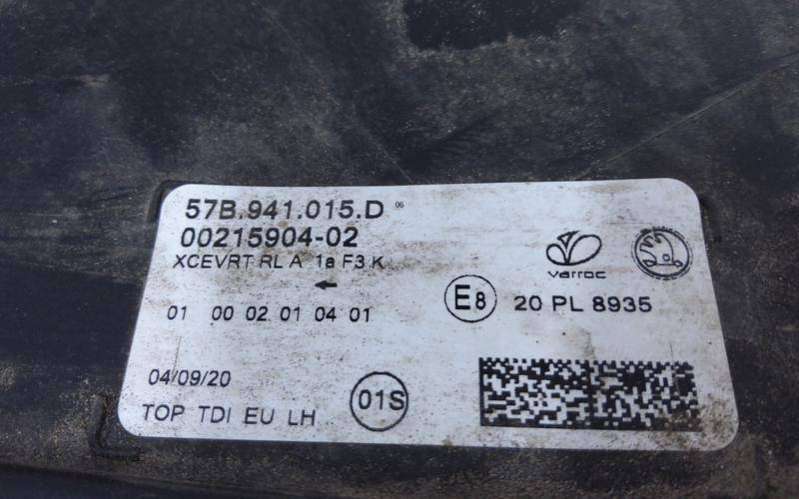 57B.941.015.D 06
00215904-02
XCEVRT RL A 1a F3 K
varroc
E8 20 PL 8935
01 00 02 01 04 01
04/09/20
TOP TDI EU LH
01S